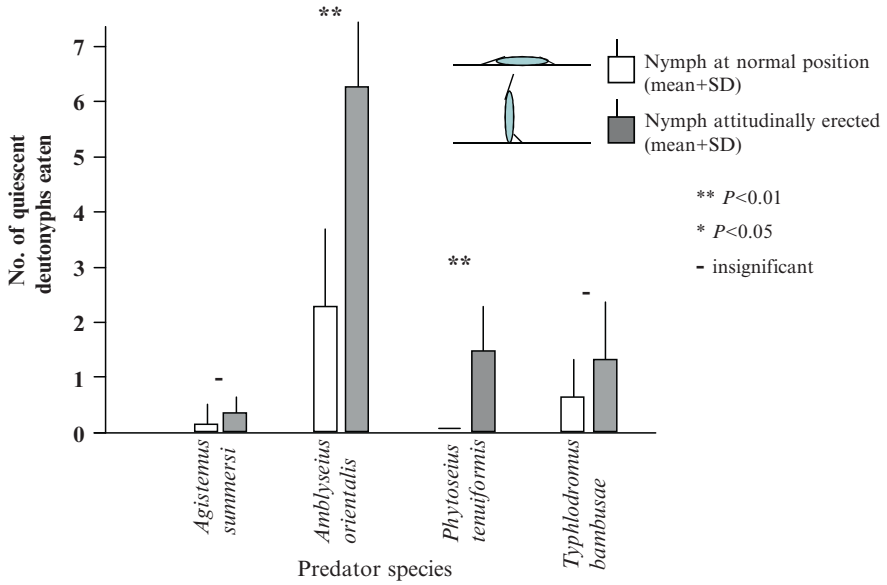 No. of quiescent
deutonyphs eaten
7
6
5
4
3
2
1
0
**
-
**
-
Nymph at normal position
(mean+SD)
Nymph attitudinally erected
(mean+SD)
** P<0.01
* P<0.05
- insignificant
Agistemus
summersi
Amblyseius
orientalis
Phytoseius
tenuiformis
Typhlodromus
bambusae
Predator species